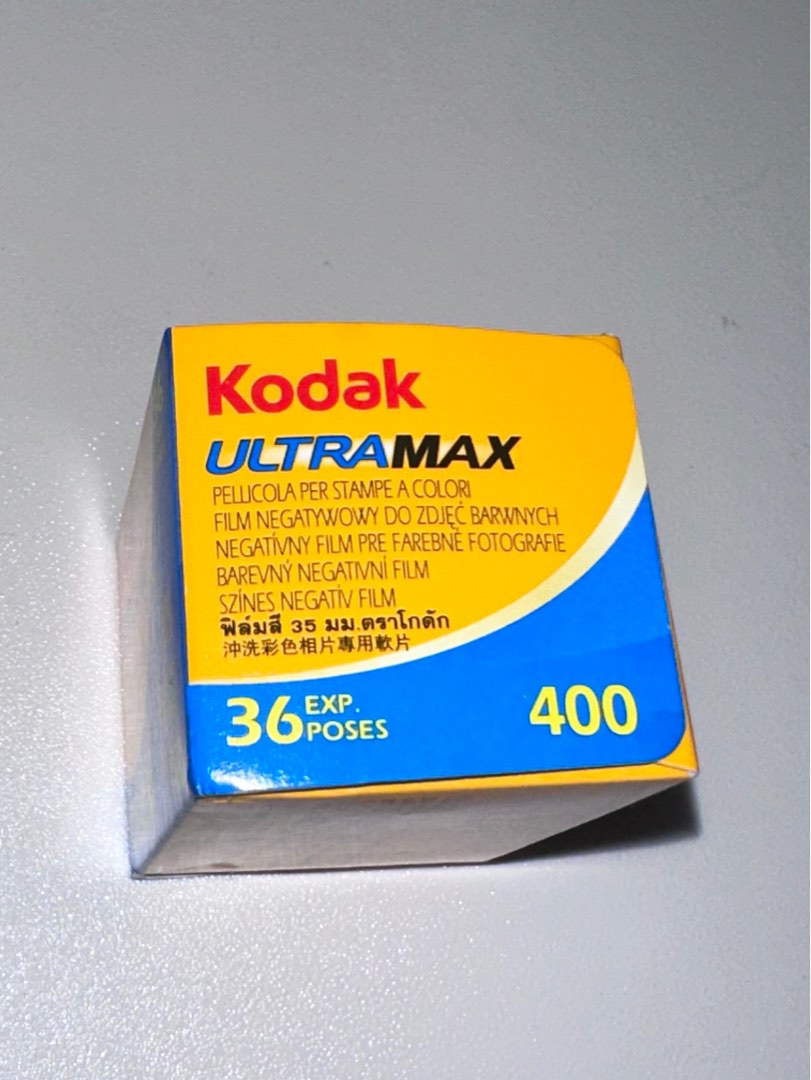 Kodak
ULTRAMAX
PELLICOLA PER STAMPE A COLORI
FILM NEGATYWOWY DO ZDJĘĆ BARWNYCH
NEGATÍVNY FILM PRE FAREBNÉ FOTOGRAFIE
BAREVNÝ NEGATIVNÍ FILM
SZÍNES NEGATÍV FILM
ฟิล์มสี 35 มม.ตราโกดัก
沖洗彩色相片專用軟片
36 EXP. POSES
400